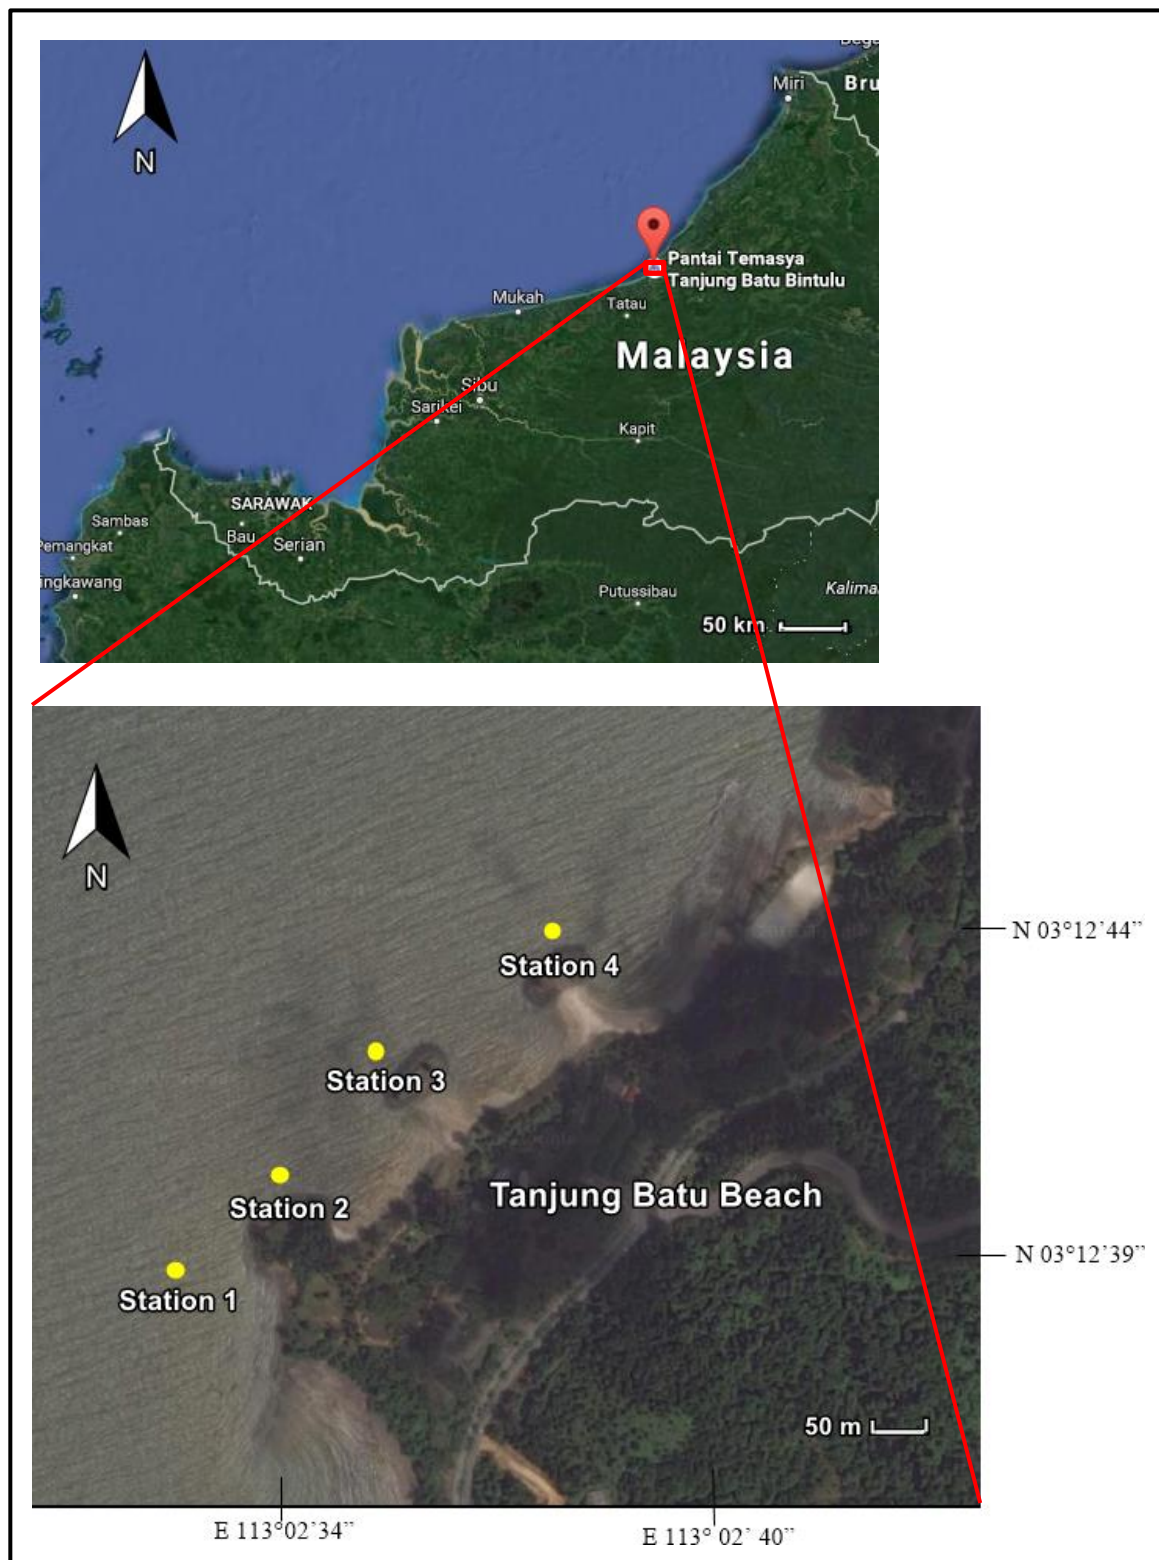 Miri
Bru
N
Pantai Temasya
Tanjung Batu Bintulu
Mukah
Tatau
Malaysia
Sibu
Sarikei
Kapit
SARAWAK
Sambas
Bau
Serian
Pemangkat
ingkawang
Putussibau
Kalima
50 km
N
N 03°12’44”
Station 4
Station 3
Tanjung Batu Beach
Station 2
N 03°12’39”
Station 1
50 m
E 113°02’34”
E 113° 02’ 40”